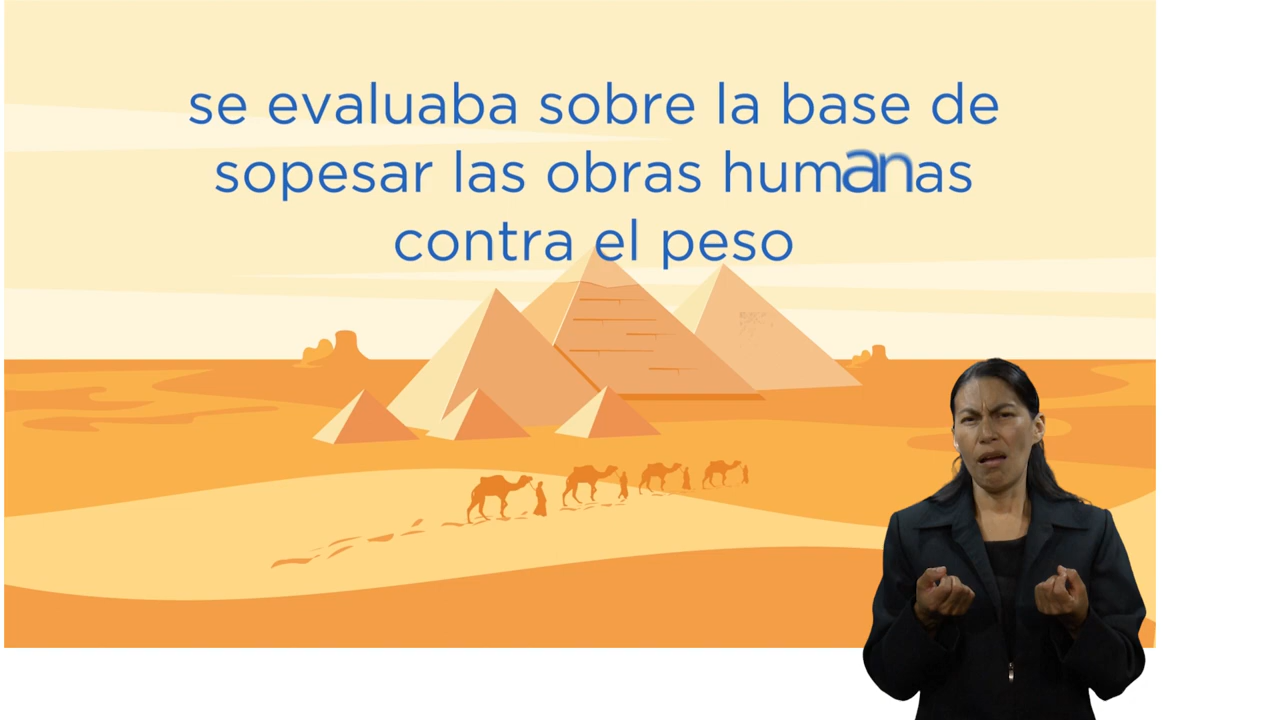 se evaluaba sobre la base de
sopesar las obras humanas
contra el peso